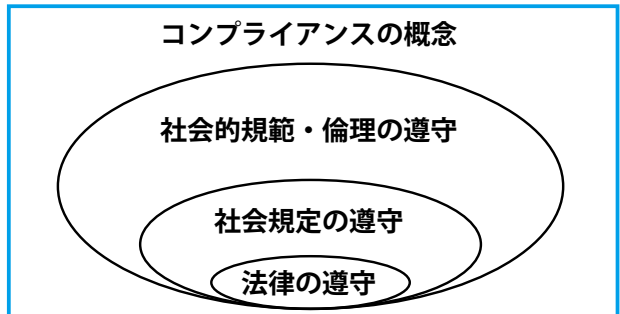 コンプライアンスの概念
社会的規範・倫理の遵守
社会規定の遵守
法律の遵守